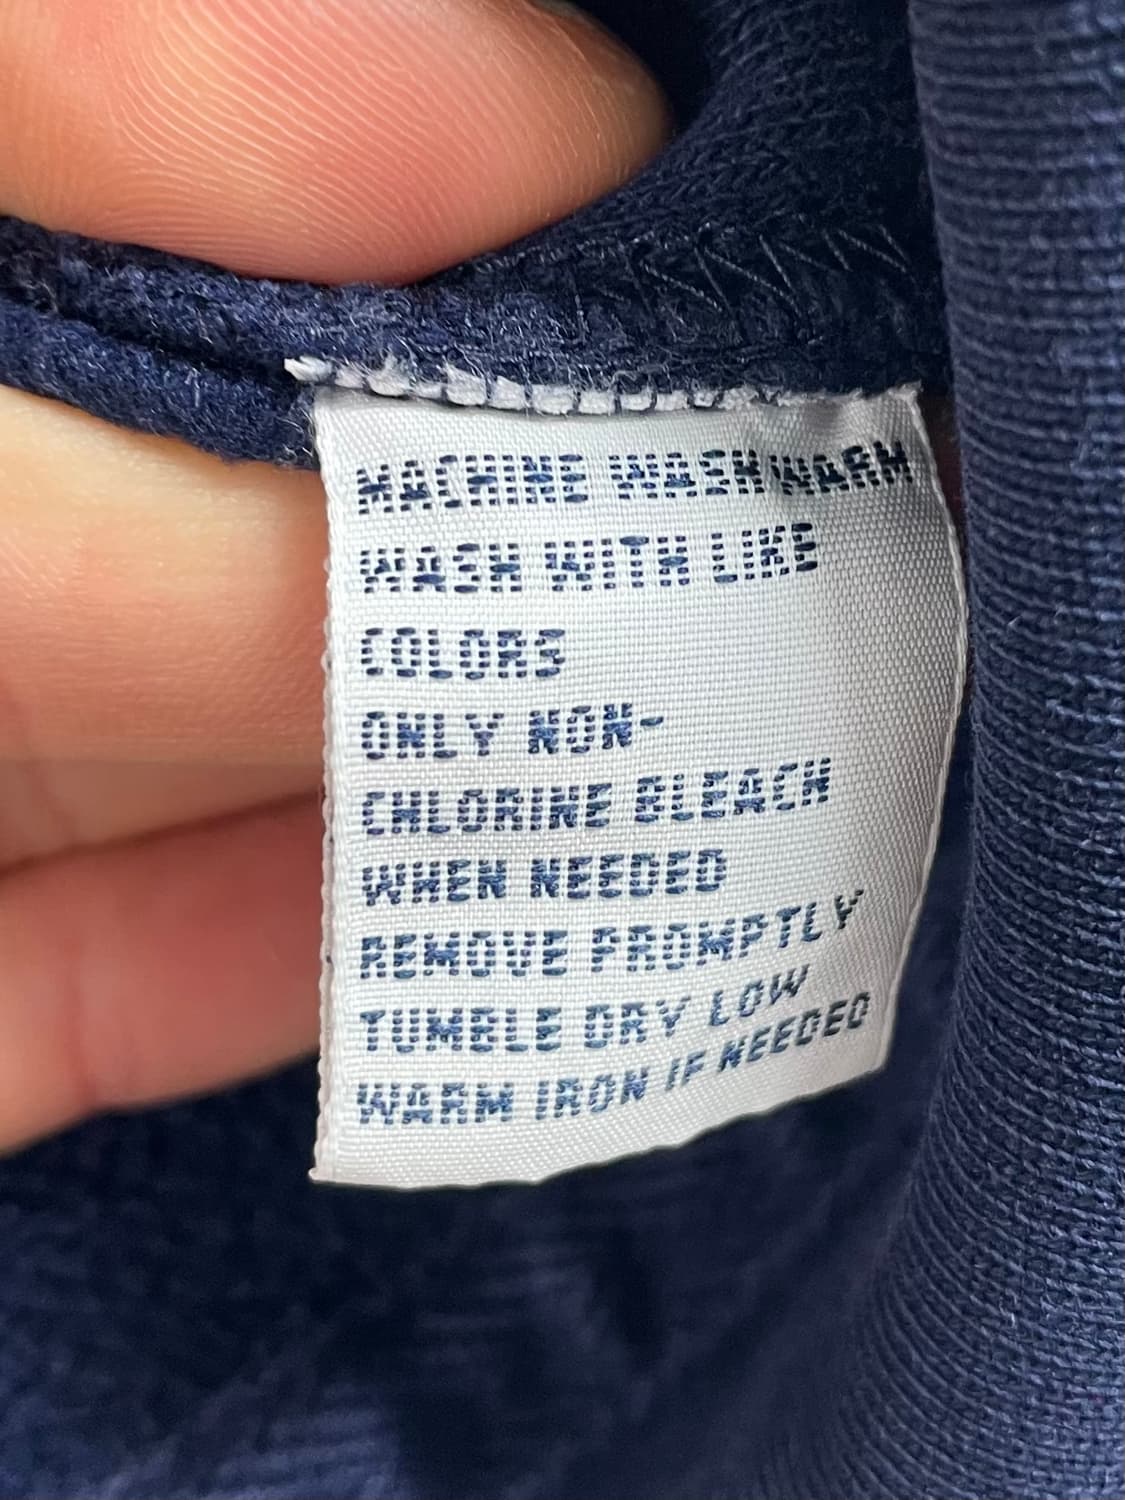 MACHINE WASH WARM
WASH WITH LIKE
COLORS
ONLY NON-
CHLORINE BLEACH
WHEN NEEDED
REMOVE PROMPTLY
TUMBLE DRY LOW
WARM IRON IF NEEDED